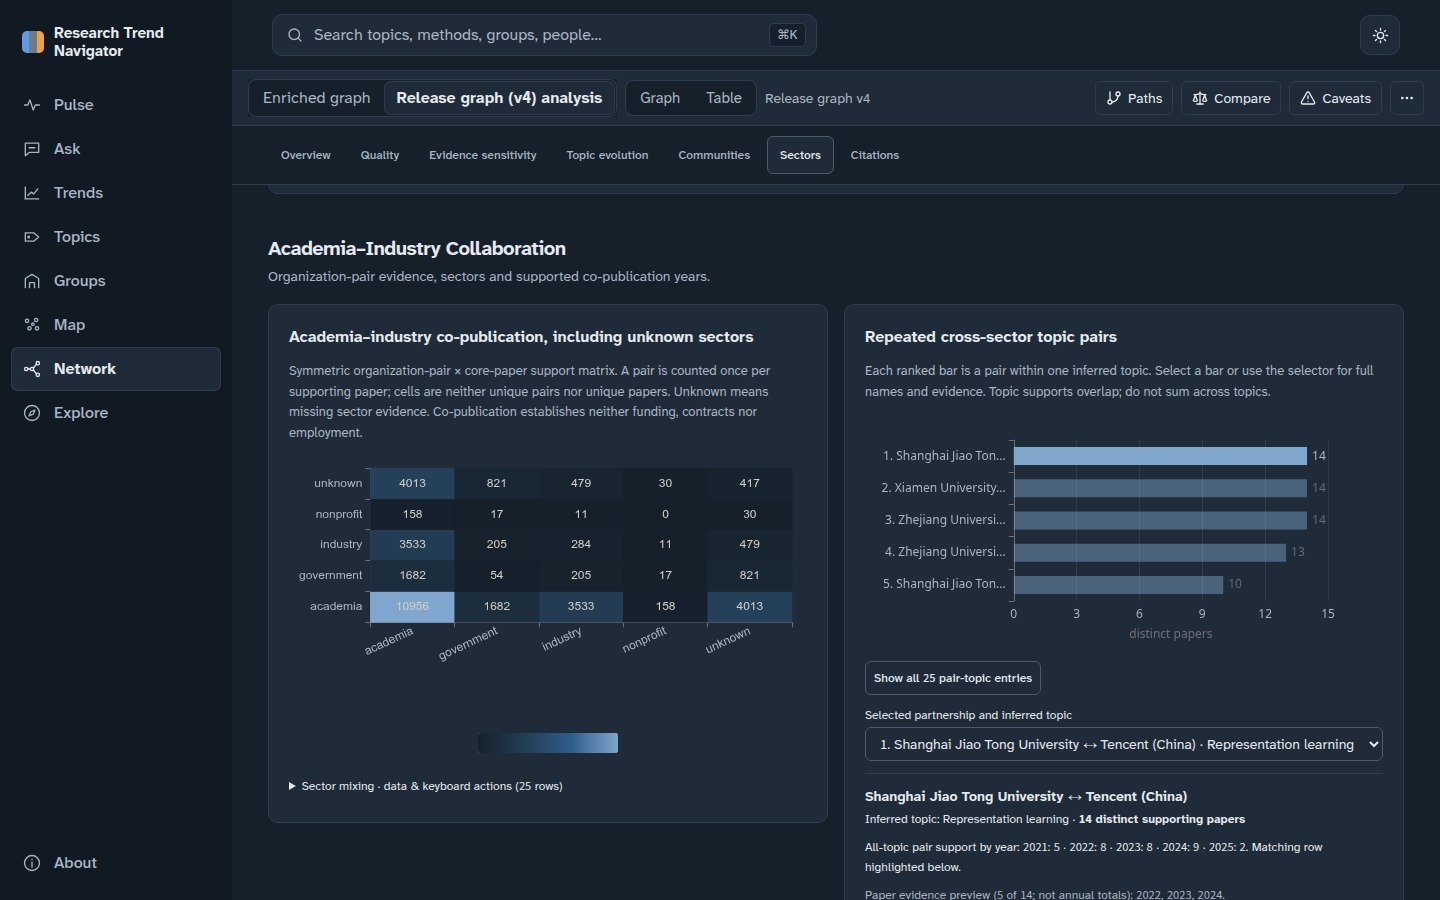 Research Trend
Navigator
Search topics, methods, groups, people...
⌘K
Pulse
Ask
Trends
Topics
Groups
Map
Network
Explore
About
Enriched graph
Release graph (v4) analysis
Graph
Table
Release graph v4
Paths
Compare
Caveats
Overview
Quality
Evidence sensitivity
Topic evolution
Communities
Sectors
Citations
Academia–Industry Collaboration
Organization-pair evidence, sectors and supported co-publication years.
Academia–industry co-publication, including unknown sectors
Symmetric organization-pair × core-paper support matrix. A pair is counted once per
supporting paper; cells are neither unique pairs nor unique papers. Unknown means
missing sector evidence. Co-publication establishes neither funding, contracts nor
employment.
unknown 4013 821 479 30 417
nonprofit 158 17 11 0 30
industry 3533 205 284 11 479
government 1682 54 205 17 821
academia 10956 1682 3533 158 4013
academia government industry nonprofit unknown
▶ Sector mixing · data & keyboard actions (25 rows)
Repeated cross-sector topic pairs
Each ranked bar is a pair within one inferred topic. Select a bar or use the selector for full
names and evidence. Topic supports overlap; do not sum across topics.
1. Shanghai Jiao Ton... 14
2. Xiamen University... 14
3. Zhejiang Universi... 14
4. Zhejiang Universi... 13
5. Shanghai Jiao Ton... 10
0 3 6 9 12 15
distinct papers
Show all 25 pair-topic entries
Selected partnership and inferred topic
1. Shanghai Jiao Tong University ↔ Tencent (China) · Representation learning
Shanghai Jiao Tong University ↔ Tencent (China)
Inferred topic: Representation learning · 14 distinct supporting papers
All-topic pair support by year: 2021: 5 · 2022: 8 · 2023: 8 · 2024: 9 · 2025: 2. Matching row
highlighted below.
Paper evidence preview (5 of 14; not annual totals): 2022, 2023, 2024.